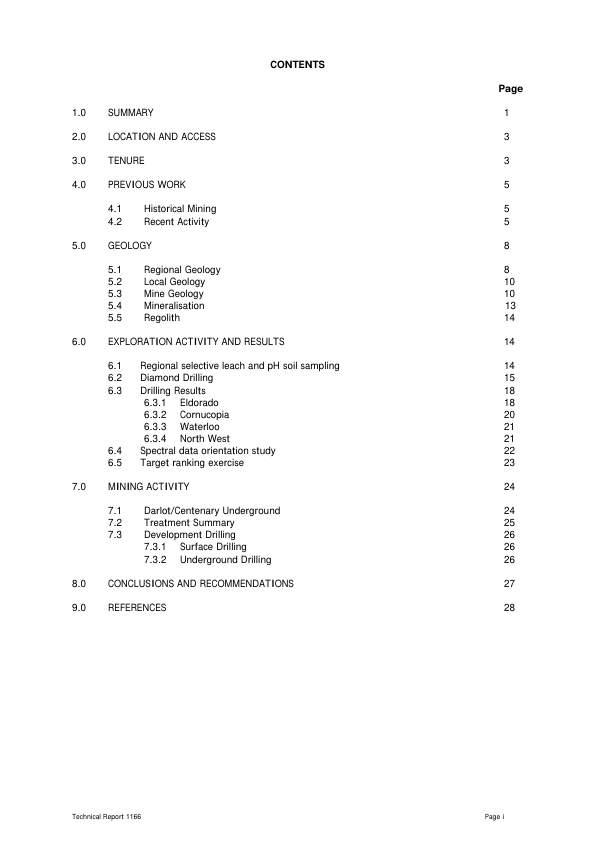 CONTENTS
Page
1.0 SUMMARY 1
2.0 LOCATION AND ACCESS 3
3.0 TENURE 3
4.0 PREVIOUS WORK 5
4.1 Historical Mining 5
4.2 Recent Activity 5
5.0 GEOLOGY 8
5.1 Regional Geology 8
5.2 Local Geology 10
5.3 Mine Geology 10
5.4 Mineralisation 13
5.5 Regolith 14
6.0 EXPLORATION ACTIVITY AND RESULTS 14
6.1 Regional selective leach and pH soil sampling 14
6.2 Diamond Drilling 15
6.3 Drilling Results 18
6.3.1 Eldorado 18
6.3.2 Cornucopia 20
6.3.3 Waterloo 21
6.3.4 North West 21
6.4 Spectral data orientation study 22
6.5 Target ranking exercise 23
7.0 MINING ACTIVITY 24
7.1 Darlot/Centenary Underground 24
7.2 Treatment Summary 25
7.3 Development Drilling 26
7.3.1 Surface Drilling 26
7.3.2 Underground Drilling 26
8.0 CONCLUSIONS AND RECOMMENDATIONS 27
9.0 REFERENCES 28
Technical Report 1166 Page i